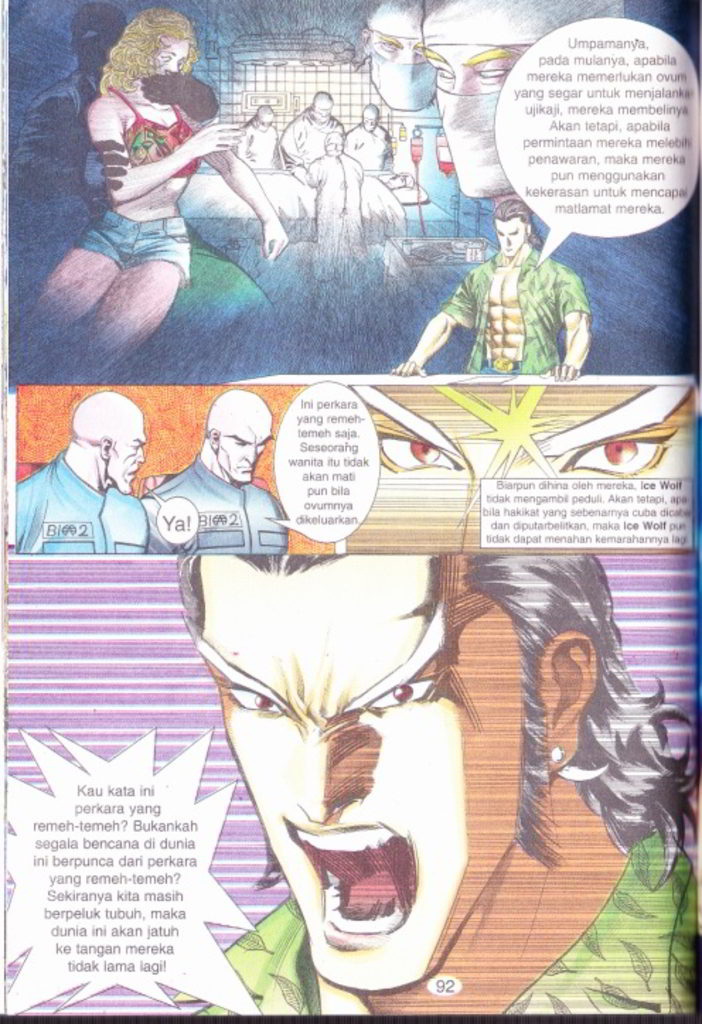 Umpamanya,
pada mulanya, apabila
mereka memerlukan ovum
yang segar untuk menjalanka
ujikaji, mereka membelinya
Akan tetapi, apabila
permintaan mereka melebihi
penawaran, maka mereka
pun menggunakan
kekerasan untuk mencapai
matlamat mereka.
Ini perkara
yang remeh-
temeh saja.
Seseorang
wanita itu tidak
akan mati
pun bila
ovumnya
dikeluarkan.
Ya!
Biarpun dihina oleh mereka, Ice Wolf
tidak mengambil peduli. Akan tetapi, apa
bila hakikat yang sebenarnya cuba dicaba
dan diputarbelitkan, maka Ice Wolf pun
tidak dapat menahan kemarahannya lagi.
Kau kata ini
perkara yang
remeh-temeh? Bukankah
segala bencana di dunia
ini berpunca dari perkara
yang remeh-temeh?
Sekiranya kita masih
berpeluk tubuh, maka
dunia ini akan jatuh
ke tangan mereka
tidak lama lagi!
92